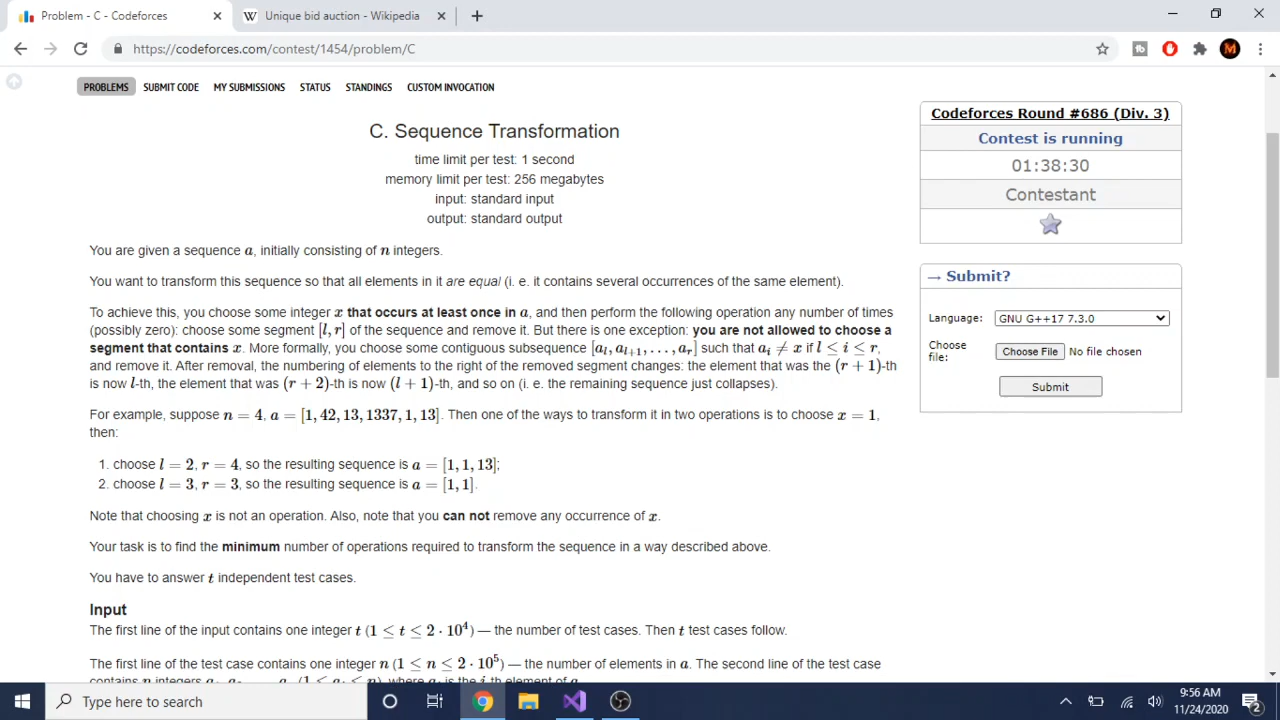 Problem - C - Codeforces
Unique bid auction - Wikipedia
https://codeforces.com/contest/1454/problem/C
M
PROBLEMS SUBMIT CODE MY SUBMISSIONS STATUS STANDINGS CUSTOM INVOCATION
C. Sequence Transformation
time limit per test: 1 second
memory limit per test: 256 megabytes
input: standard input
output: standard output
You are given a sequence a, initially consisting of n integers.
You want to transform this sequence so that all elements in it are equal (i. e. it contains several occurrences of the same element).
To achieve this, you choose some integer x that occurs at least once in a, and then perform the following operation any number of times
(possibly zero): choose some segment [l, r] of the sequence and remove it. But there is one exception: you are not allowed to choose a
segment that contains x. More formally, you choose some contiguous subsequence [a_l, a_{l+1}, . . . , a_r] such that a_i ≠ x if l ≤ i ≤ r,
and remove it. After removal, the numbering of elements to the right of the removed segment changes: the element that was the (r + 1)-th
is now l-th, the element that was (r + 2)-th is now (l + 1)-th, and so on (i. e. the remaining sequence just collapses).
For example, suppose n = 4, a = [1, 42, 13, 1337, 1, 13]. Then one of the ways to transform it in two operations is to choose x = 1,
then:
1. choose l = 2, r = 4, so the resulting sequence is a = [1, 1, 13];
2. choose l = 3, r = 3, so the resulting sequence is a = [1, 1].
Note that choosing x is not an operation. Also, note that you can not remove any occurrence of x.
Your task is to find the minimum number of operations required to transform the sequence in a way described above.
You have to answer t independent test cases.
Input
The first line of the input contains one integer t (1 ≤ t ≤ 2 · 10^4) — the number of test cases. Then t test cases follow.
The first line of the test case contains one integer n (1 ≤ n ≤ 2 · 10^5) — the number of elements in a. The second line of the test case
Codeforces Round #686 (Div. 3)
Contest is running
01:38:30
Contestant
→ Submit?
Language: GNU G++17 7.3.0
Choose
file: Choose File No file chosen
Submit
Type here to search
9:56 AM
11/24/2020
2